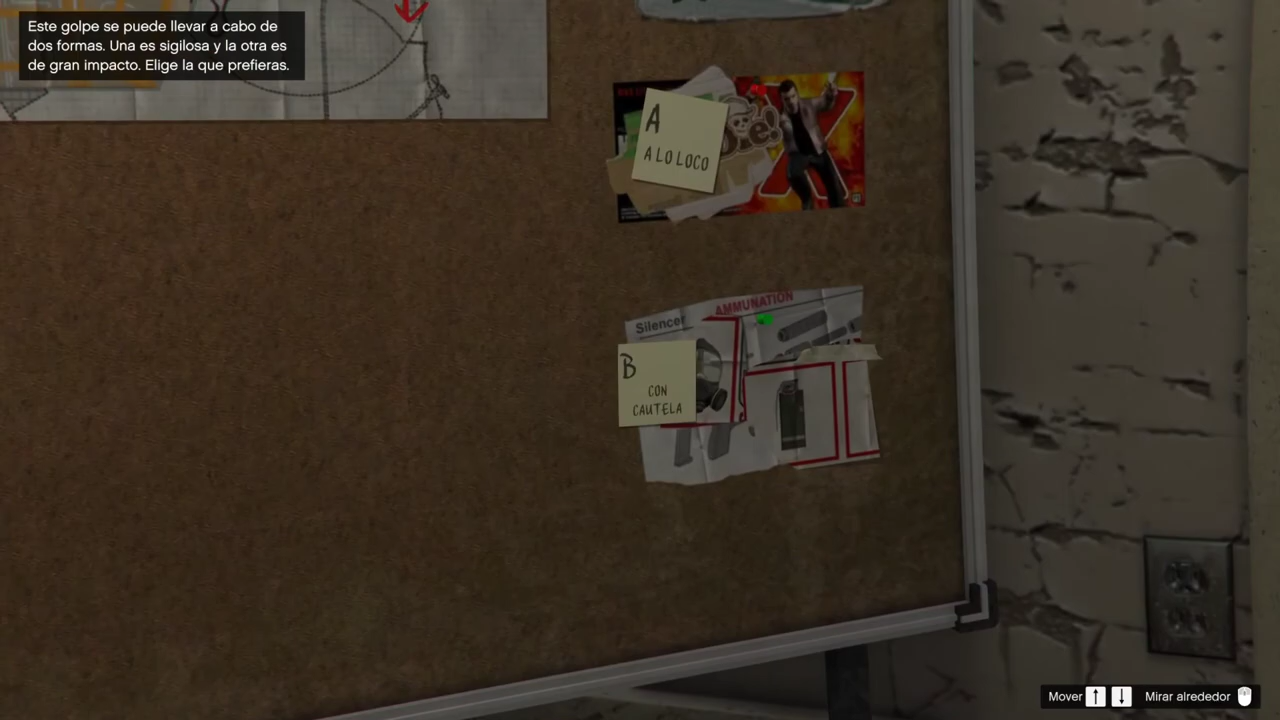 Este golpe se puede llevar a cabo de
dos formas. Una es sigilosa y la otra es
de gran impacto. Elige la que prefieras.
A
A LO LOCO
Die!
AMMUNATION
Silencer
B
CON
CAUTELA
Mover ↑ ↓ Mirar alrededor